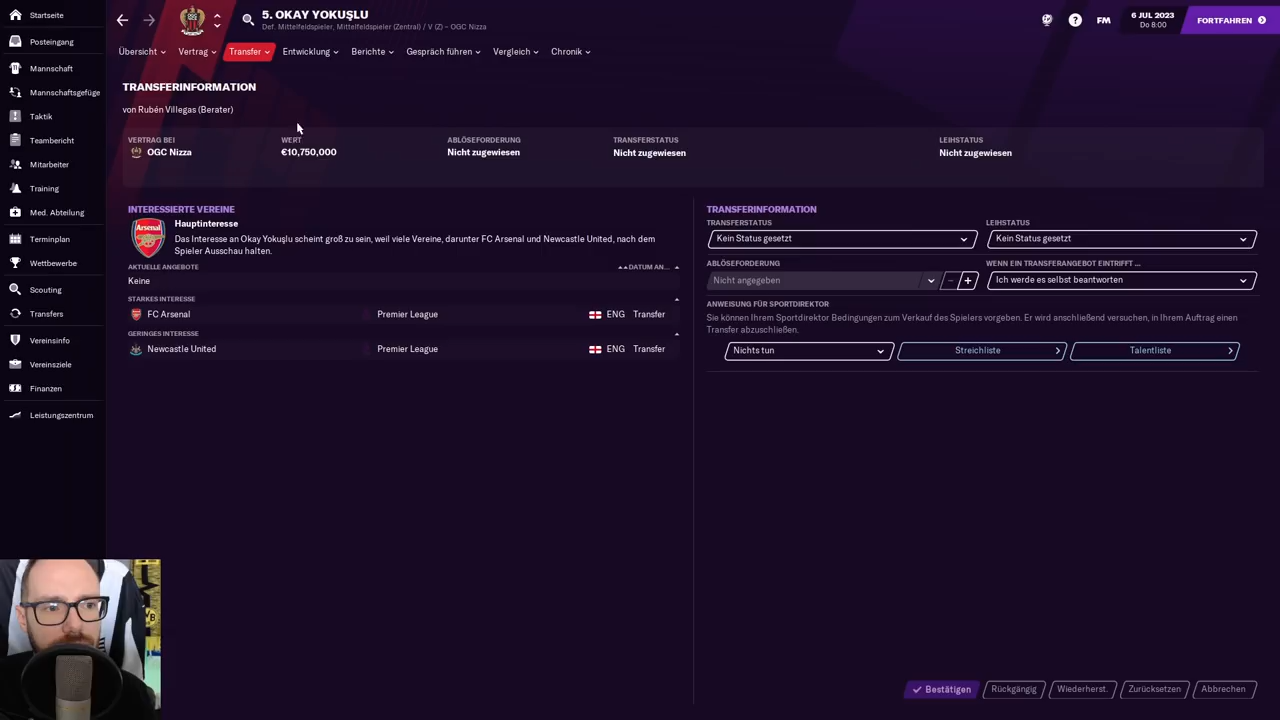 Startseite
Posteingang
Mannschaft
Mannschaftsgefüge
Taktik
Teambericht
Mitarbeiter
Training
Med. Abteilung
Terminplan
Wettbewerbe
Scouting
Transfers
Vereinsinfo
Vereinsziele
Finanzen
Leistungszentrum
5. OKAY YOKUŞLU
Def. Mittelfeldspieler, Mittelfeldspieler (Zentral) / V (Z) – OGC Nizza
? FM
6 JUL 2023
Do 8:00
FORTFAHREN
Übersicht Vertrag Transfer Entwicklung Berichte Gespräch führen Vergleich Chronik
TRANSFERINFORMATION
von Rubén Villegas (Berater)
VERTRAG BEI WERT ABLÖSEFORDERUNG TRANSFERSTATUS LEIHSTATUS
OGC Nizza €10,750,000 Nicht zugewiesen Nicht zugewiesen Nicht zugewiesen
INTERESSIERTE VEREINE
Arsenal
Hauptinteresse
Das Interesse an Okay Yokuşlu scheint groß zu sein, weil viele Vereine, darunter FC Arsenal und Newcastle United, nach dem
Spieler Ausschau halten.
AKTUELLE ANGEBOTE DATUM AN...
Keine
STARKES INTERESSE
FC Arsenal Premier League ENG Transfer
GERINGES INTERESSE
Newcastle United Premier League ENG Transfer
TRANSFERINFORMATION
TRANSFERSTATUS LEIHSTATUS
Kein Status gesetzt Kein Status gesetzt
ABLÖSEFORDERUNG WENN EIN TRANSFERANGEBOT EINTRIFFT ...
Nicht angegeben – + Ich werde es selbst beantworten
ANWEISUNG FÜR SPORTDIREKTOR
Sie können Ihrem Sportdirektor Bedingungen zum Verkauf des Spielers vorgeben. Er wird anschließend versuchen, in Ihrem Auftrag einen
Transfer abzuschließen.
Nichts tun Streichliste Talentliste
Bestätigen Rückgängig Wiederherst. Zurücksetzen Abbrechen